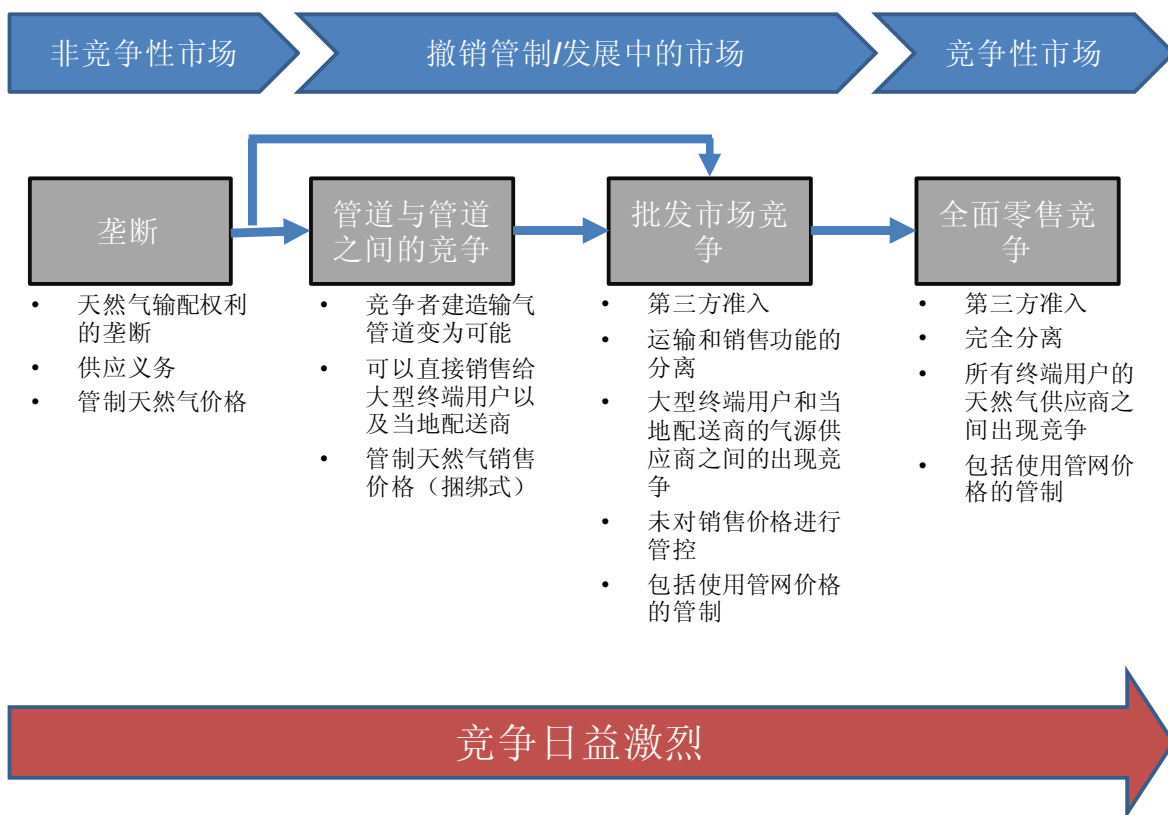 非竞争性市场
撤销管制/发展中的市场
竞争性市场
垄断
• 天然气输配权利
的垄断
• 供应义务
• 管制天然气价格
管道与管道
之间的竞争
• 竞争者建造输气
管道变为可能
• 可以直接销售给
大型终端用户以
及当地配送商
• 管制天然气销售
价格（捆绑式）
批发市场竞
争
• 第三方准入
• 运输和销售功能的
分离
• 大型终端用户和当
地配送商的气源供
应商之间的出现竞
争
• 未对销售价格进行
管控
• 包括使用管网价格
的管制
全面零售竞
争
• 第三方准入
• 完全分离
• 所有终端用户的
天然气供应商之
间出现竞争
• 包括使用管网价
格的管制
竞争日益激烈